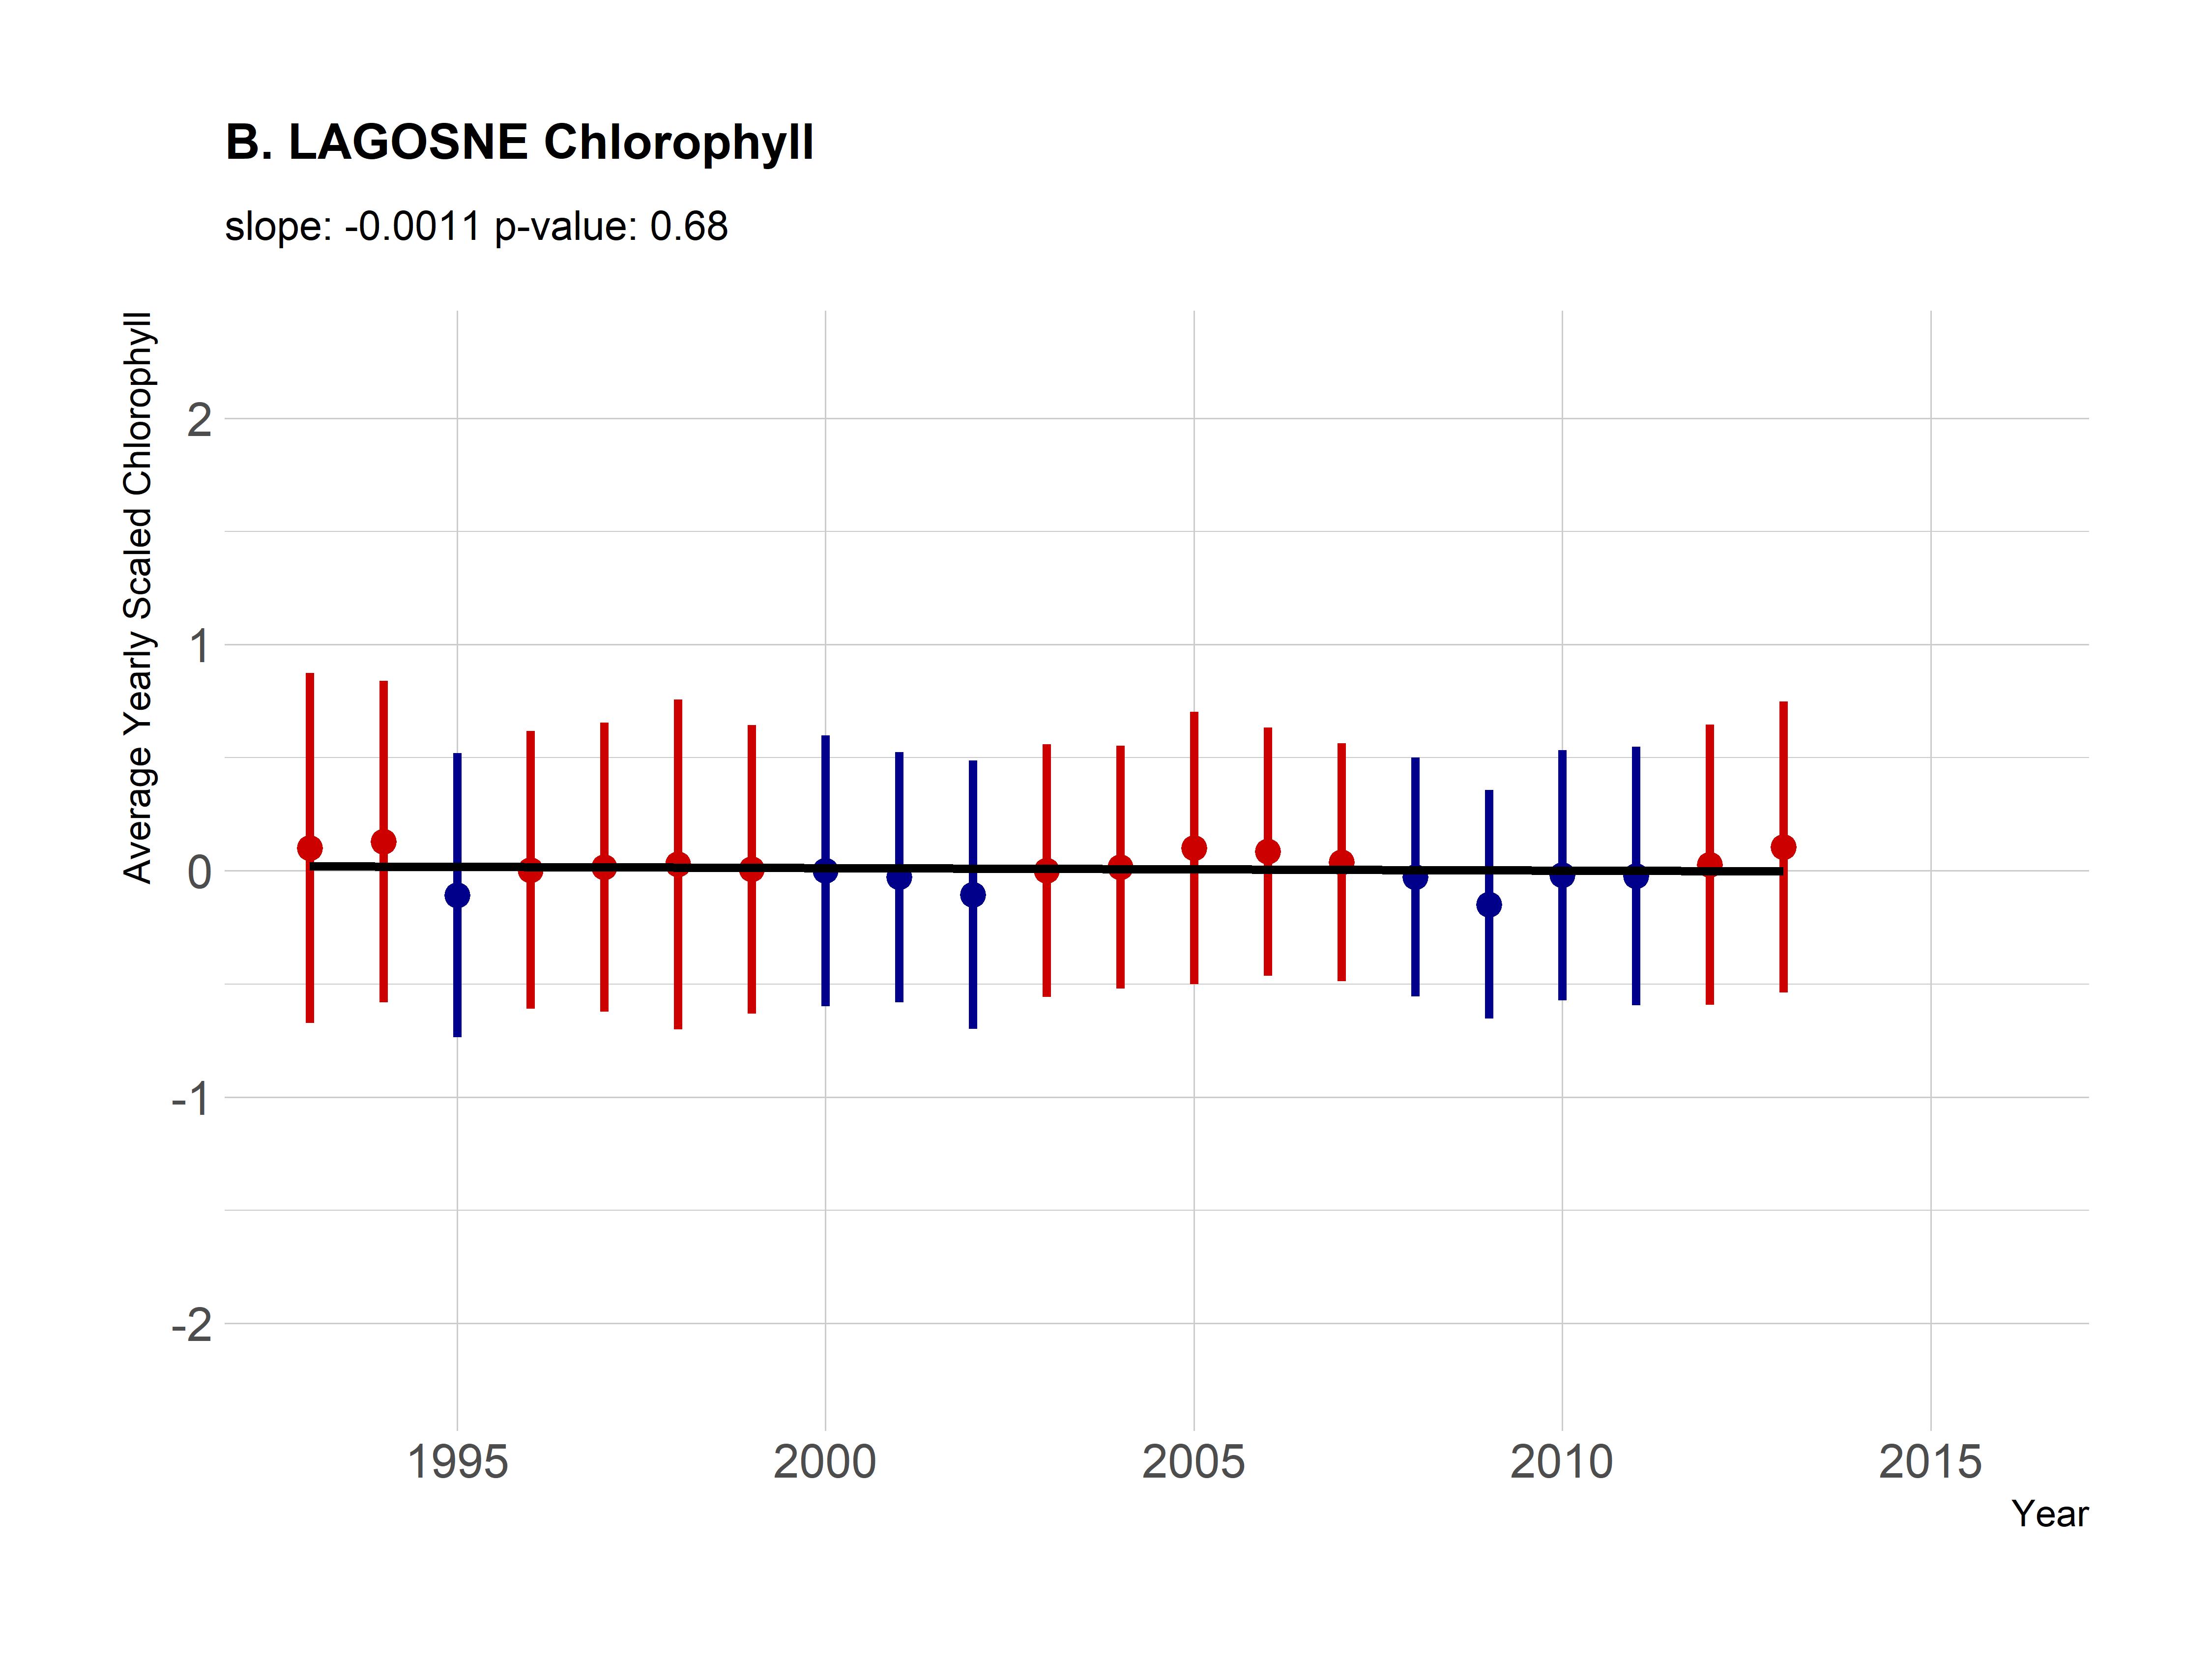 B. LAGOSNE Chlorophyll
slope: -0.0011 p-value: 0.68
Average Yearly Scaled Chlorophyll
2
1
0
-1
-2
1995 2000 2005 2010 2015
Year